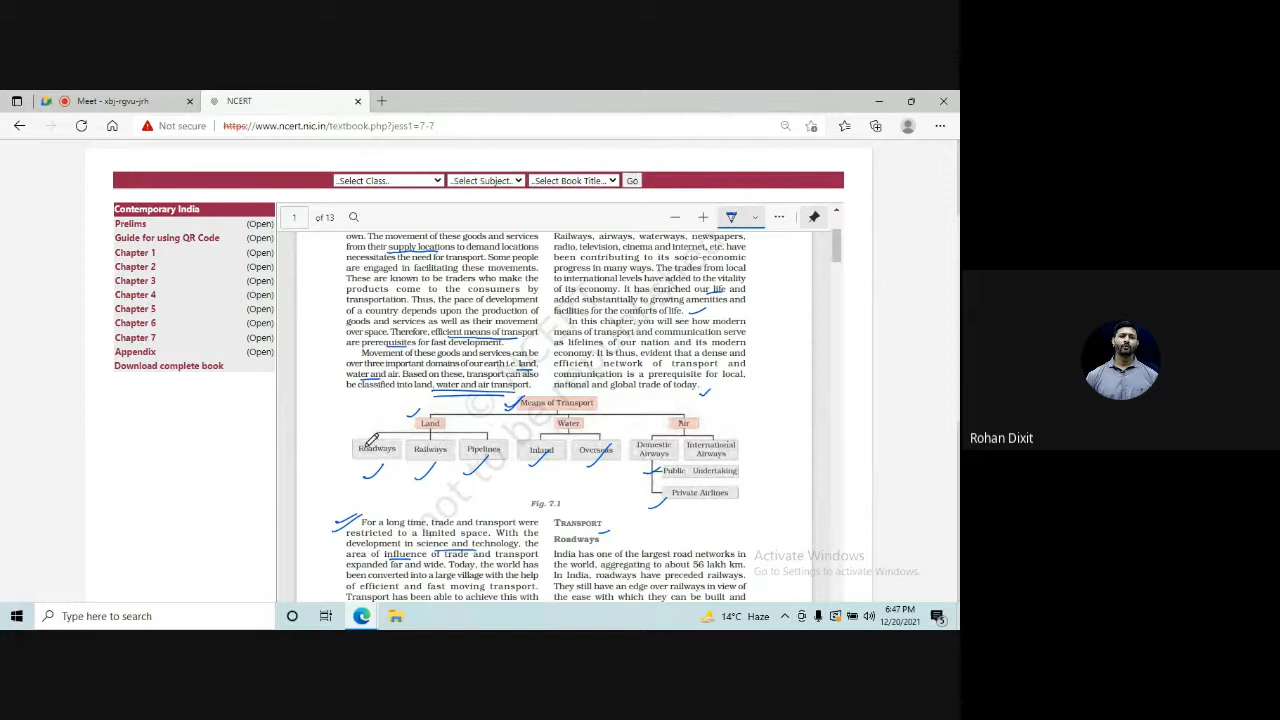 Meet - xbj-rgvu-jrh
NCERT
Not secure
https://www.ncert.nic.in/textbook.php?jess1=7-7
..Select Class..
..Select Subject..
..Select Book Title..
Go
Contemporary India
Prelims (Open)
Guide for using QR Code (Open)
Chapter 1 (Open)
Chapter 2 (Open)
Chapter 3 (Open)
Chapter 4 (Open)
Chapter 5 (Open)
Chapter 6 (Open)
Chapter 7 (Open)
Appendix (Open)
Download complete book
1 of 13
own. The movement of these goods and services
from their supply locations to demand locations
necessitates the need for transport. Some people
are engaged in facilitating these movements.
These are known to be traders who make the
products come to the consumers by
transportation. Thus, the pace of development
of a country depends upon the production of
goods and services as well as their movement
over space. Therefore, efficient means of transport
are prerequisites for fast development.
Movement of these goods and services can be
over three important domains of our earth i.e. land,
water and air. Based on these, transport can also
be classified into land, water and air transport.
Railways, airways, waterways, newspapers,
radio, television, cinema and internet, etc. have
been contributing to its socio-economic
progress in many ways. The trades from local
to international levels have added to the vitality
of its economy. It has enriched our life and
added substantially to growing amenities and
facilities for the comforts of life.
In this chapter, you will see how modern
means of transport and communication serve
as lifelines of our nation and its modern
economy. It is thus, evident that a dense and
efficient network of transport and
communication is a prerequisite for local,
national and global trade of today.
Means of Transport
Land
Water
Air
Roadways
Railways
Pipelines
Inland
Overseas
Domestic
Airways
International
Airways
Public Undertaking
Private Airlines
Fig. 7.1
For a long time, trade and transport were
restricted to a limited space. With the
development in science and technology, the
area of influence of trade and transport
expanded far and wide. Today, the world has
been converted into a large village with the help
of efficient and fast moving transport.
Transport has been able to achieve this with
TRANSPORT
Roadways
India has one of the largest road networks in
the world, aggregating to about 56 lakh km.
In India, roadways have preceded railways.
They still have an edge over railways in view of
the ease with which they can be built and
© NCERT
not to be republished
Activate Windows
Go to Settings to activate Windows.
Type here to search
14°C Haze
6:47 PM
12/20/2021
5
Rohan Dixit